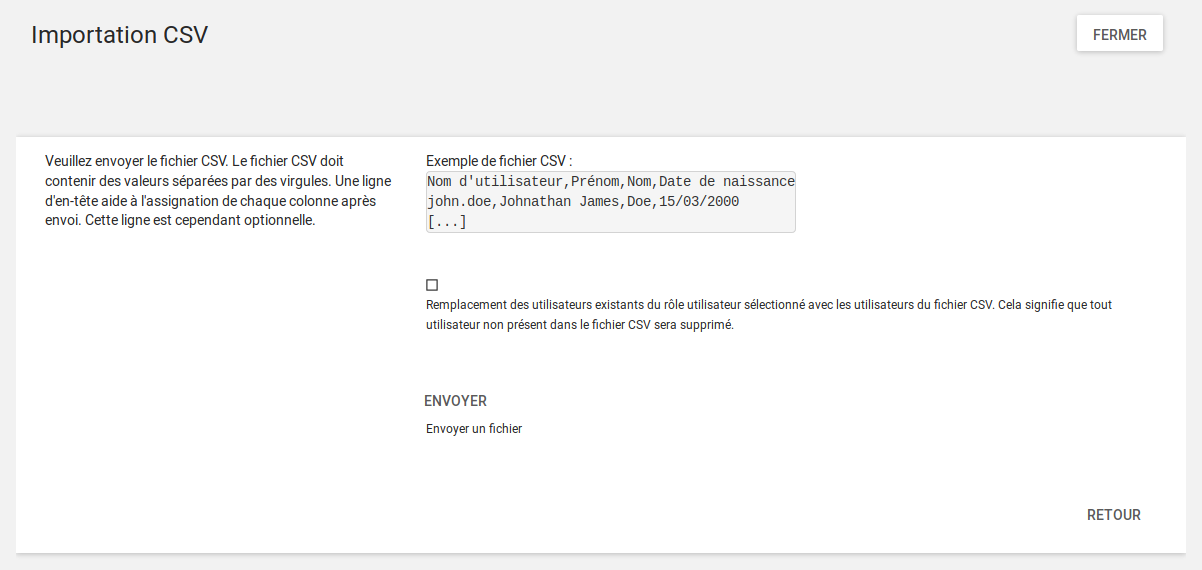 Importation CSV
FERMER
Veuillez envoyer le fichier CSV. Le fichier CSV doit
contenir des valeurs séparées par des virgules. Une ligne
d'en-tête aide à l'assignation de chaque colonne après
envoi. Cette ligne est cependant optionnelle.
Exemple de fichier CSV :
Nom d'utilisateur,Prénom,Nom,Date de naissance
john.doe,Johnathan James,Doe,15/03/2000
[...]
Remplacement des utilisateurs existants du rôle utilisateur sélectionné avec les utilisateurs du fichier CSV. Cela signifie que tout
utilisateur non présent dans le fichier CSV sera supprimé.
ENVOYER
Envoyer un fichier
RETOUR